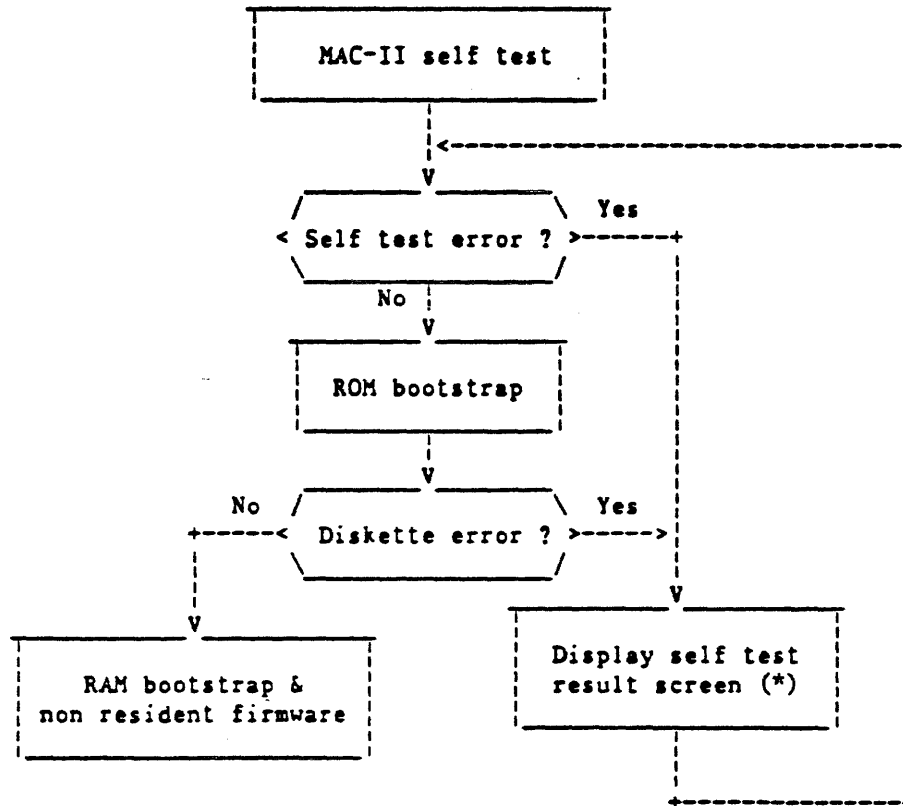 MAC-II self test
Self test error ?
Yes
No
ROM bootstrap
Diskette error ?
No
Yes
RAM bootstrap &
non resident firmware
Display self test
result screen (*)